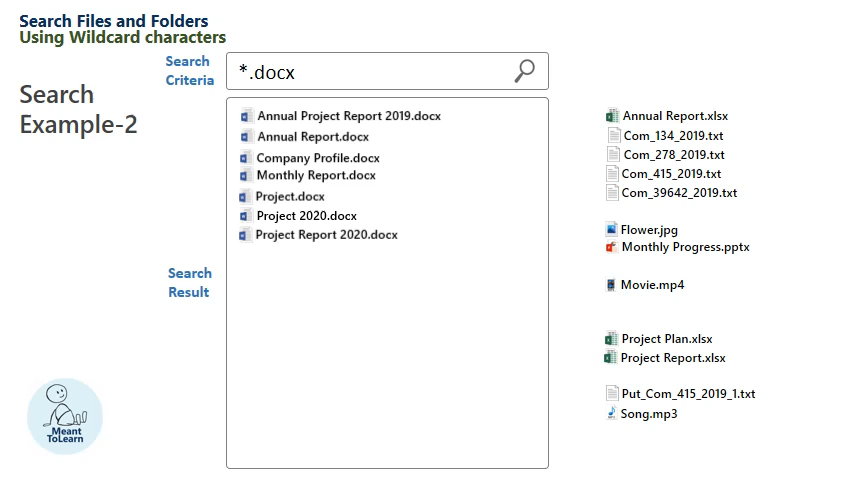 Search Files and Folders
Using Wildcard characters
Search
Example-2
Search
Criteria
*.docx
Annual Project Report 2019.docx
Annual Report.docx
Company Profile.docx
Monthly Report.docx
Project.docx
Project 2020.docx
Project Report 2020.docx
Search
Result
Annual Report.xlsx
Com_134_2019.txt
Com_278_2019.txt
Com_415_2019.txt
Com_39642_2019.txt
Flower.jpg
Monthly Progress.pptx
Movie.mp4
Project Plan.xlsx
Project Report.xlsx
Put_Com_415_2019_1.txt
Song.mp3
Meant
ToLearn